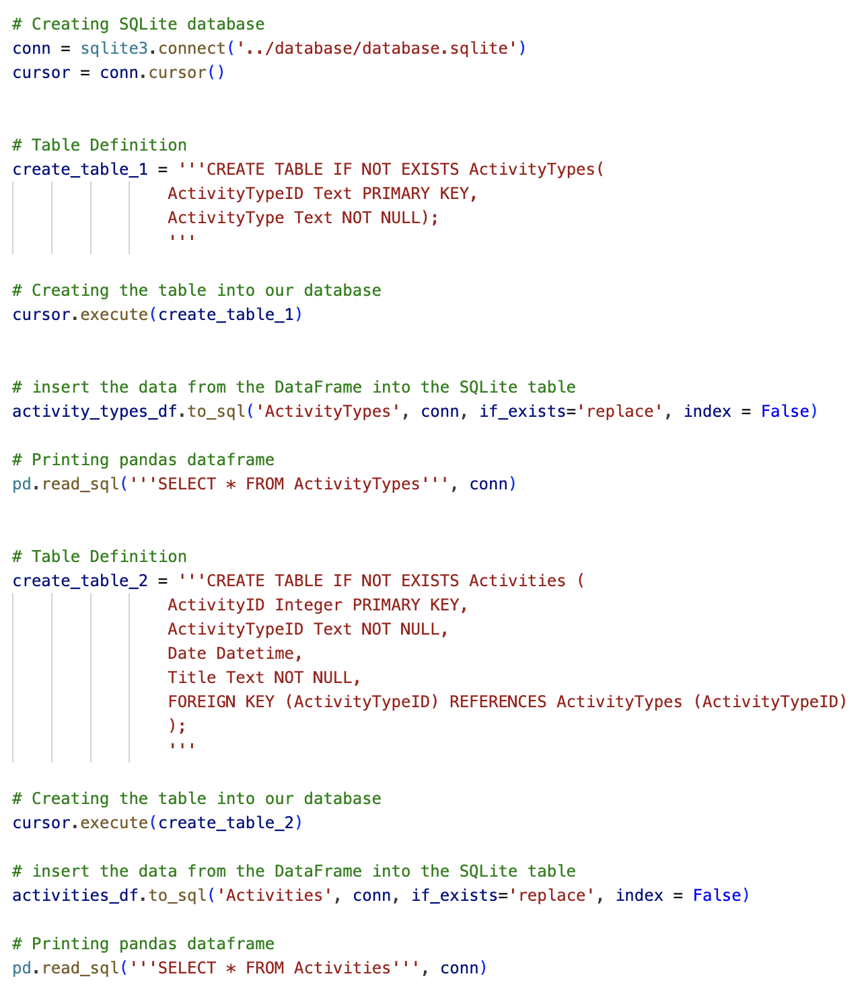 # Creating SQLite database
conn = sqlite3.connect('../database/database.sqlite')
cursor = conn.cursor()
# Table Definition
create_table_1 = '''CREATE TABLE IF NOT EXISTS ActivityTypes(
ActivityTypeID Text PRIMARY KEY,
ActivityType Text NOT NULL);
'''
# Creating the table into our database
cursor.execute(create_table_1)
# insert the data from the DataFrame into the SQLite table
activity_types_df.to_sql('ActivityTypes', conn, if_exists='replace', index = False)
# Printing pandas dataframe
pd.read_sql('''SELECT * FROM ActivityTypes''', conn)
# Table Definition
create_table_2 = '''CREATE TABLE IF NOT EXISTS Activities (
ActivityID Integer PRIMARY KEY,
ActivityTypeID Text NOT NULL,
Date Datetime,
Title Text NOT NULL,
FOREIGN KEY (ActivityTypeID) REFERENCES ActivityTypes (ActivityTypeID)
);
'''
# Creating the table into our database
cursor.execute(create_table_2)
# insert the data from the DataFrame into the SQLite table
activities_df.to_sql('Activities', conn, if_exists='replace', index = False)
# Printing pandas dataframe
pd.read_sql('''SELECT * FROM Activities''', conn)